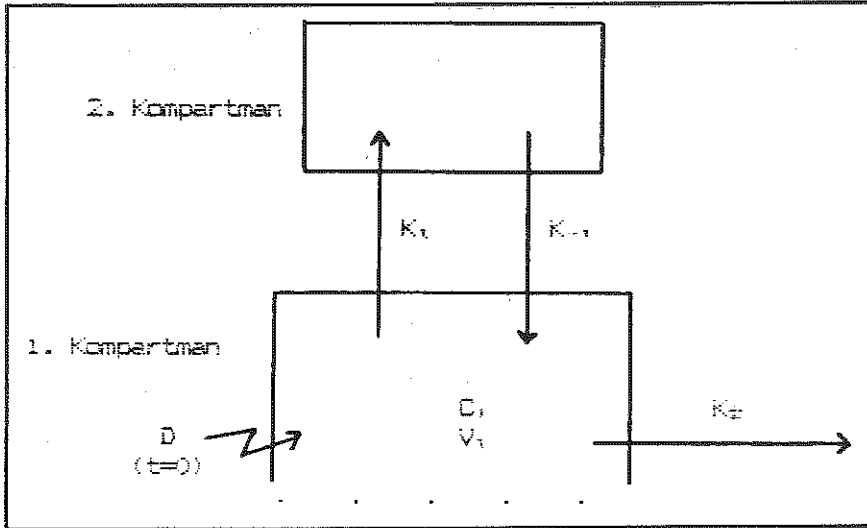 2. Kompartman
K₁ K₋₁
1. Kompartman
C₁
V₁
K₂
D
(t=0)